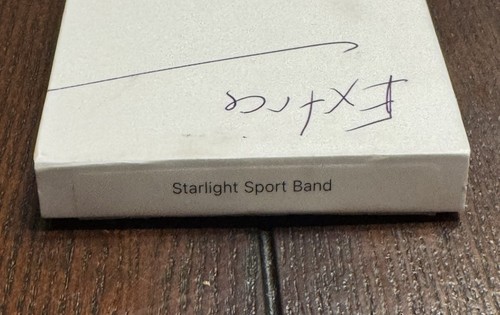 Extra
Starlight Sport Band